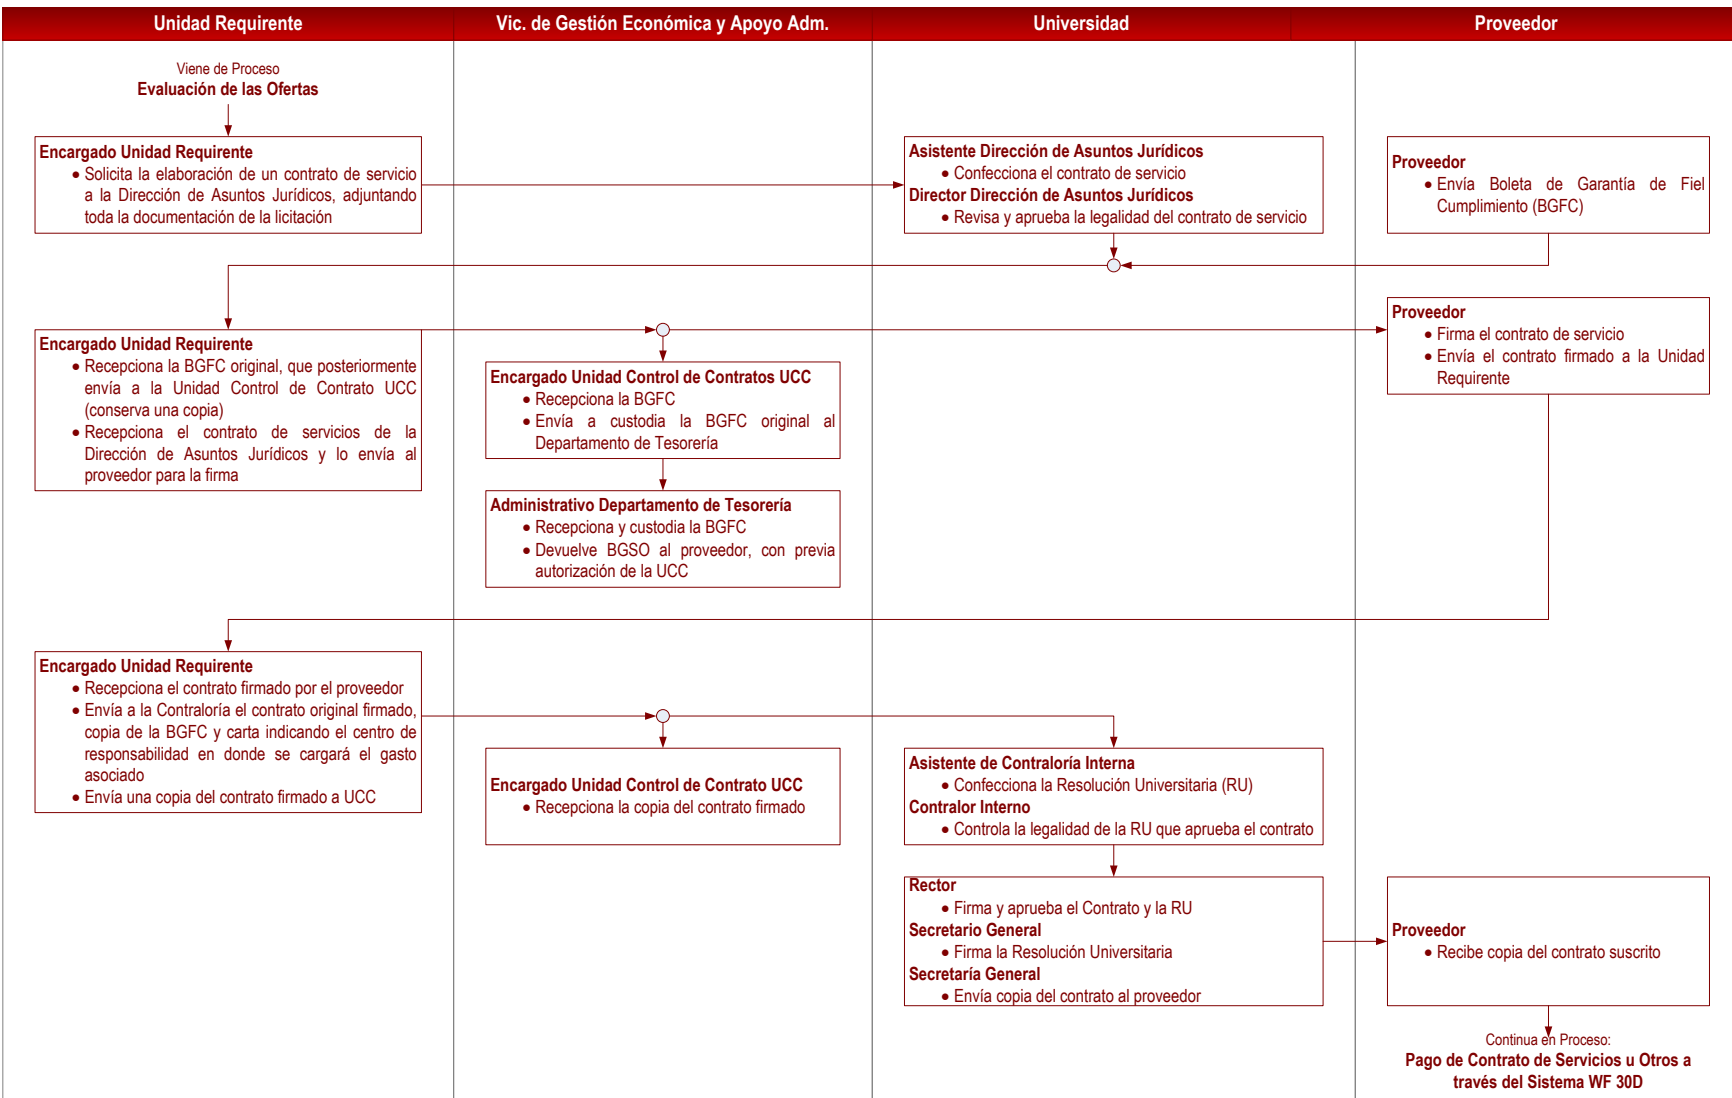 Unidad Requirente
Vic. de Gestión Económica y Apoyo Adm.
Universidad
Proveedor
Viene de Proceso
Evaluación de las Ofertas
Encargado Unidad Requirente
• Solicita la elaboración de un contrato de servicio
a la Dirección de Asuntos Jurídicos, adjuntando
toda la documentación de la licitación
Asistente Dirección de Asuntos Jurídicos
• Confecciona el contrato de servicio
Director Dirección de Asuntos Jurídicos
• Revisa y aprueba la legalidad del contrato de servicio
Proveedor
• Envía Boleta de Garantía de Fiel
Cumplimiento (BGFC)
Encargado Unidad Requirente
• Recepciona la BGFC original, que posteriormente
envía a la Unidad Control de Contrato UCC
(conserva una copia)
• Recepciona el contrato de servicios de la
Dirección de Asuntos Jurídicos y lo envía al
proveedor para la firma
Encargado Unidad Control de Contratos UCC
• Recepciona la BGFC
• Envía a custodia la BGFC original al
Departamento de Tesorería
Administrativo Departamento de Tesorería
• Recepciona y custodia la BGFC
• Devuelve BGSO al proveedor, con previa
autorización de la UCC
Proveedor
• Firma el contrato de servicio
• Envía el contrato firmado a la Unidad
Requirente
Encargado Unidad Requirente
• Recepciona el contrato firmado por el proveedor
• Envía a la Contraloría el contrato original firmado,
copia de la BGFC y carta indicando el centro de
responsabilidad en donde se cargará el gasto
asociado
• Envía una copia del contrato firmado a UCC
Encargado Unidad Control de Contrato UCC
• Recepciona la copia del contrato firmado
Asistente de Contraloría Interna
• Confecciona la Resolución Universitaria (RU)
Contralor Interno
• Controla la legalidad de la RU que aprueba el contrato
Rector
• Firma y aprueba el Contrato y la RU
Secretario General
• Firma la Resolución Universitaria
Secretaría General
• Envía copia del contrato al proveedor
Proveedor
• Recibe copia del contrato suscrito
Continua en Proceso:
Pago de Contrato de Servicios u Otros a
través del Sistema WF 30D